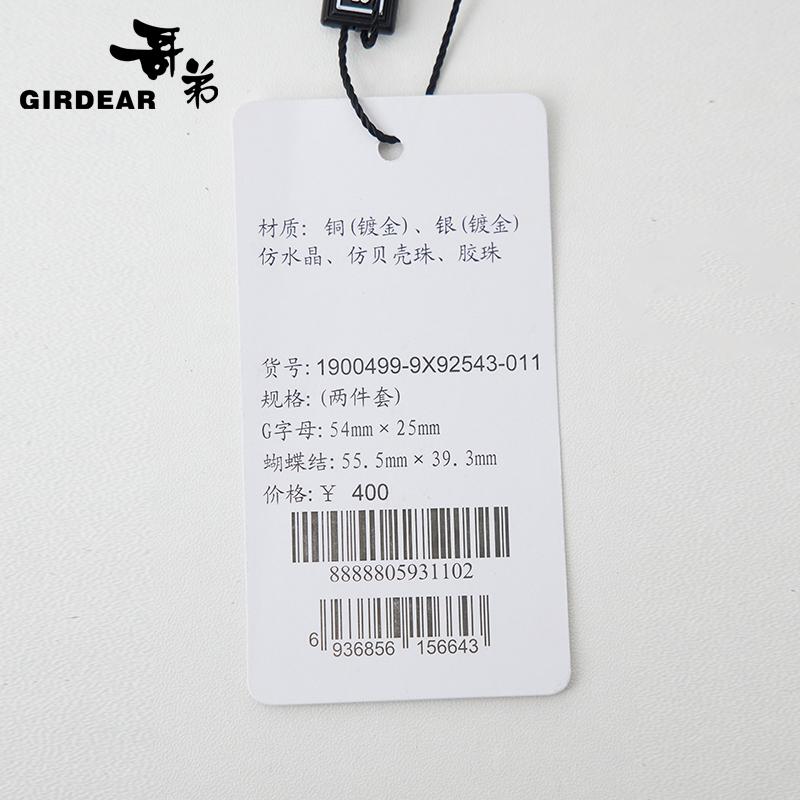 哥弟
GIRDEAR
材质: 铜(镀金)、银(镀金)
仿水晶、仿贝壳珠、胶珠
货号: 1900499-9X92543-011
规格: (两件套)
G字母: 54mm × 25mm
蝴蝶结: 55.5mm × 39.3mm
价格: ¥ 400
8888805931102
6 936856 156643